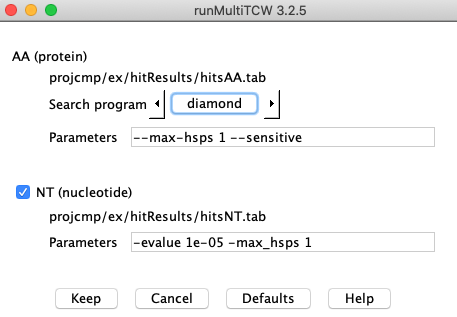 runMultiTCW 3.2.5
AA (protein)
projcmp/ex/hitResults/hitsAA.tab
Search program diamond
Parameters --max-hsps 1 --sensitive
NT (nucleotide)
projcmp/ex/hitResults/hitsNT.tab
Parameters -evalue 1e-05 -max_hsps 1
Keep Cancel Defaults Help